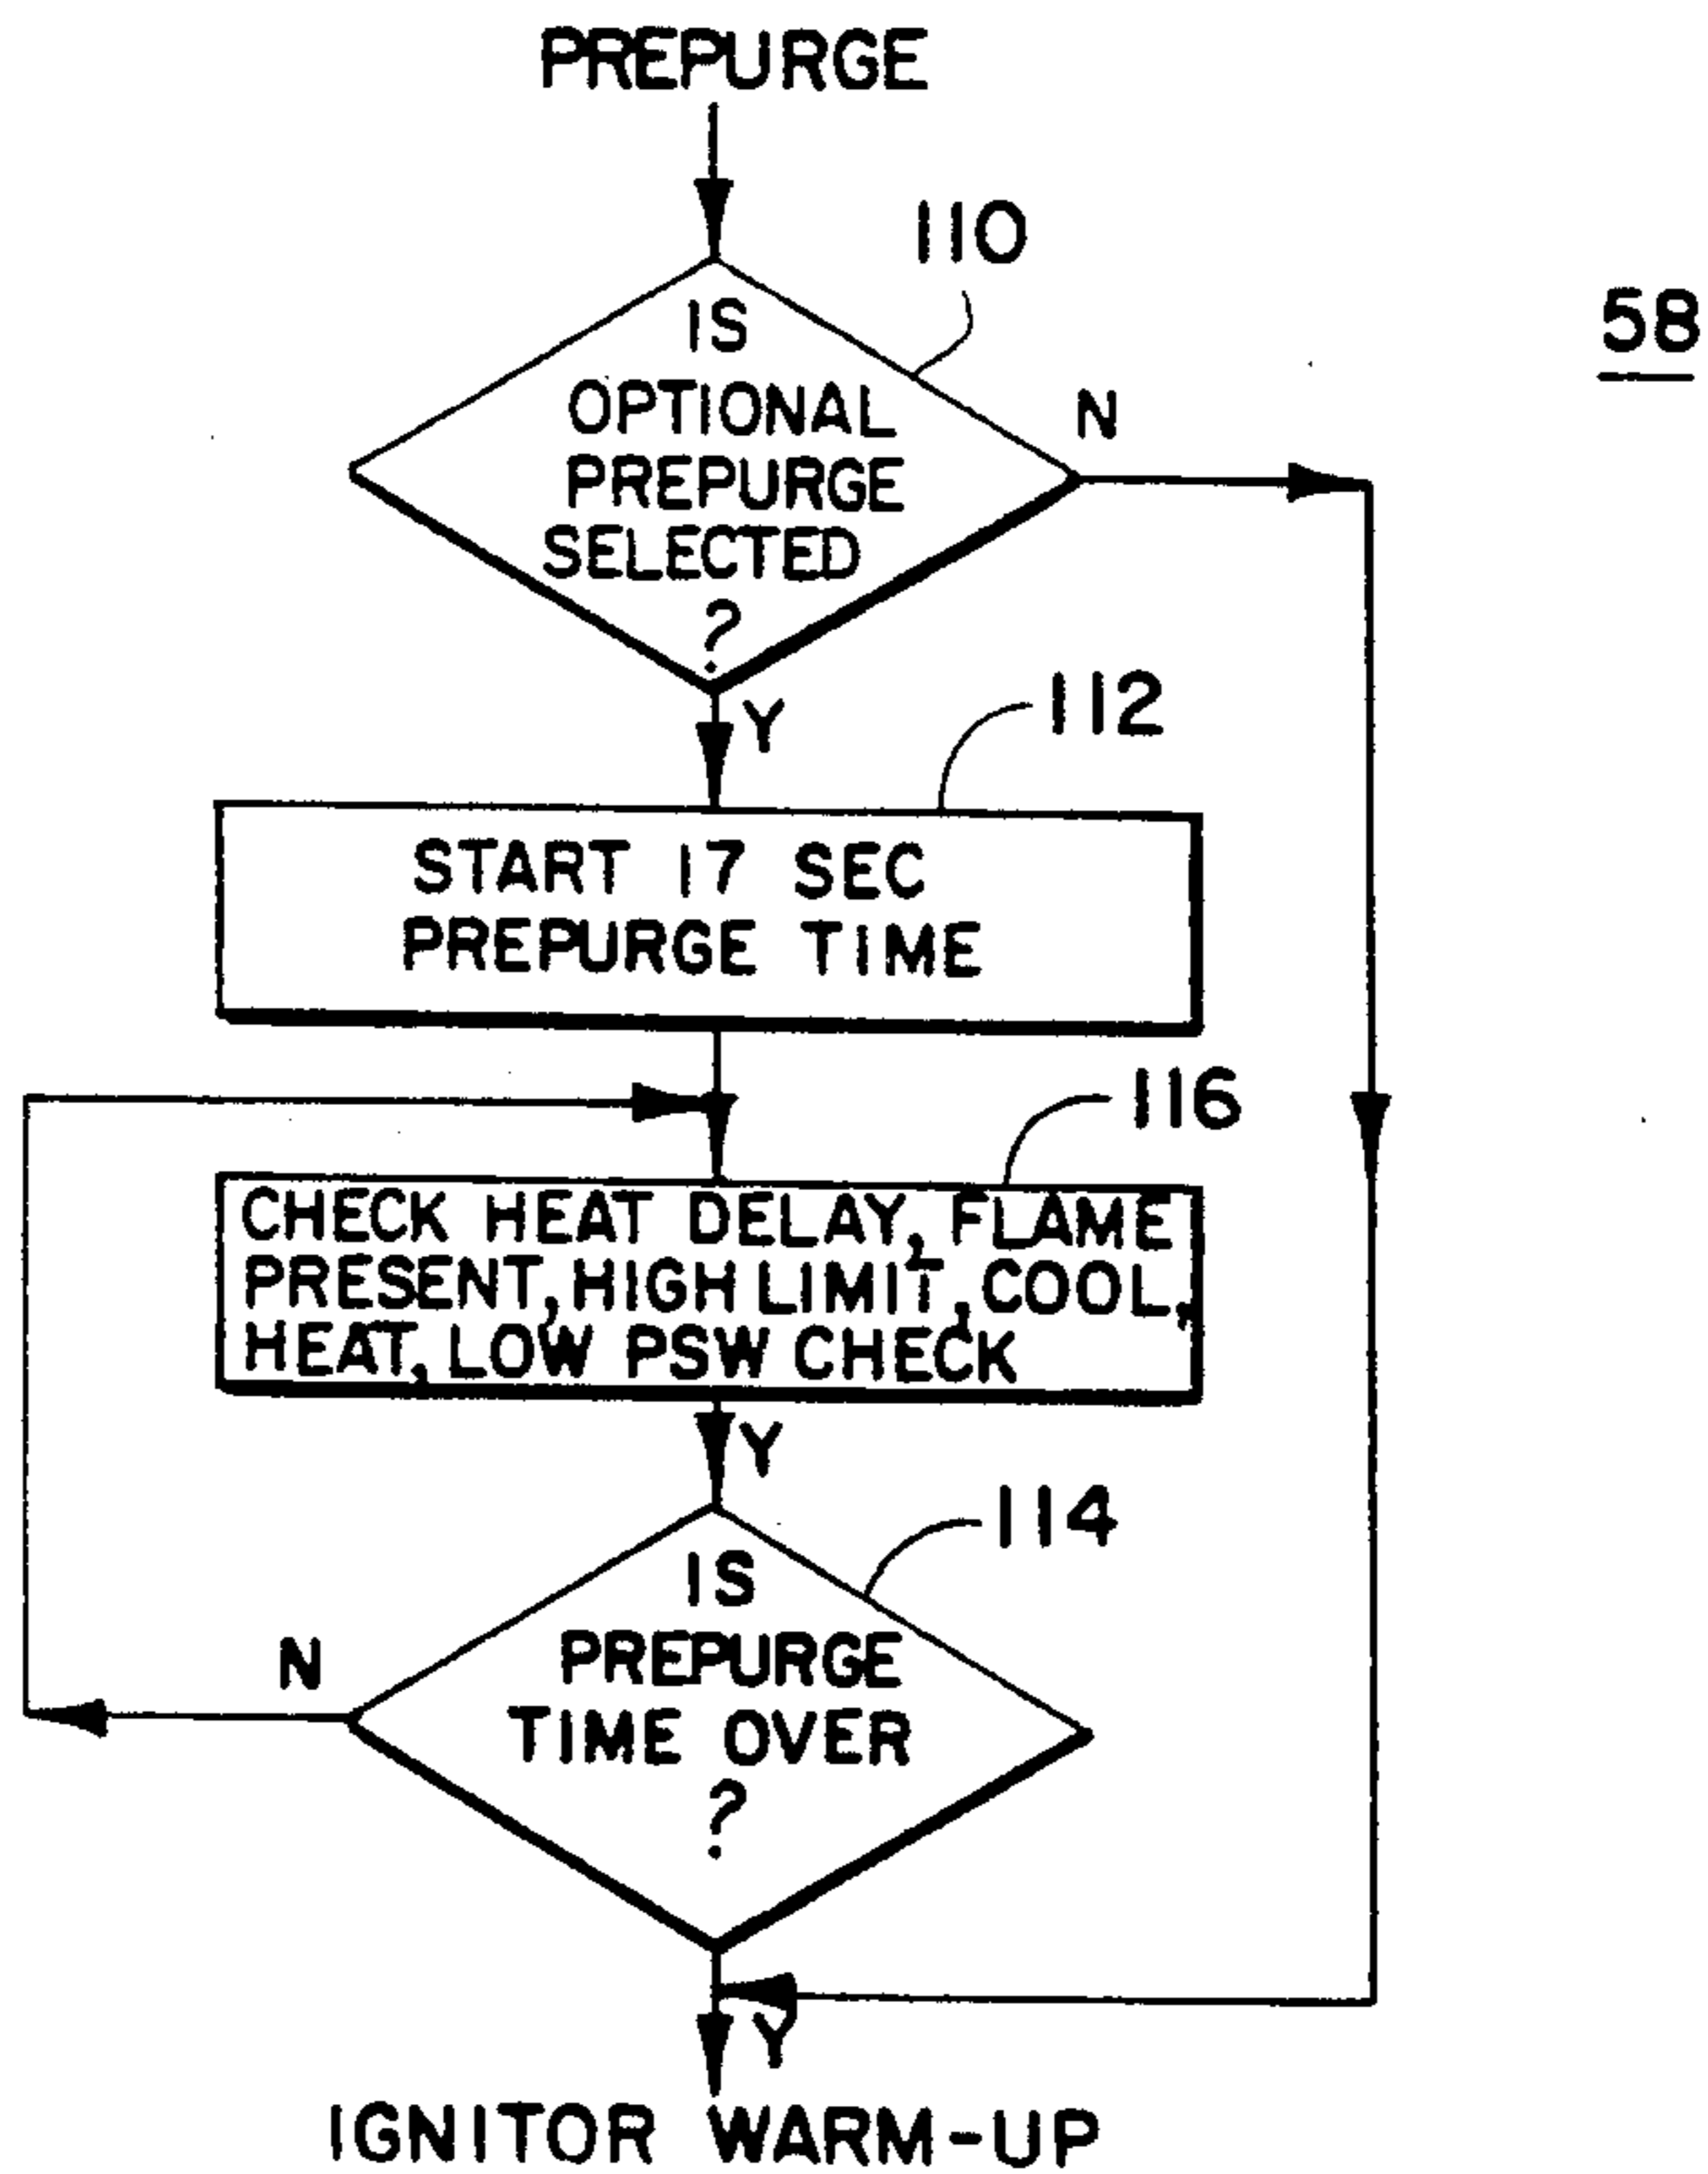 PREPURGE
110
58
IS
OPTIONAL
PREPURGE
SELECTED
?
N
Y
112
START 17 SEC
PREPURGE TIME
116
CHECK HEAT DELAY, FLAME
PRESENT, HIGH LIMIT, COOL,
HEAT, LOW PSW CHECK
Y
114
IS
PREPURGE
TIME OVER
?
N
Y
IGNITOR WARM-UP